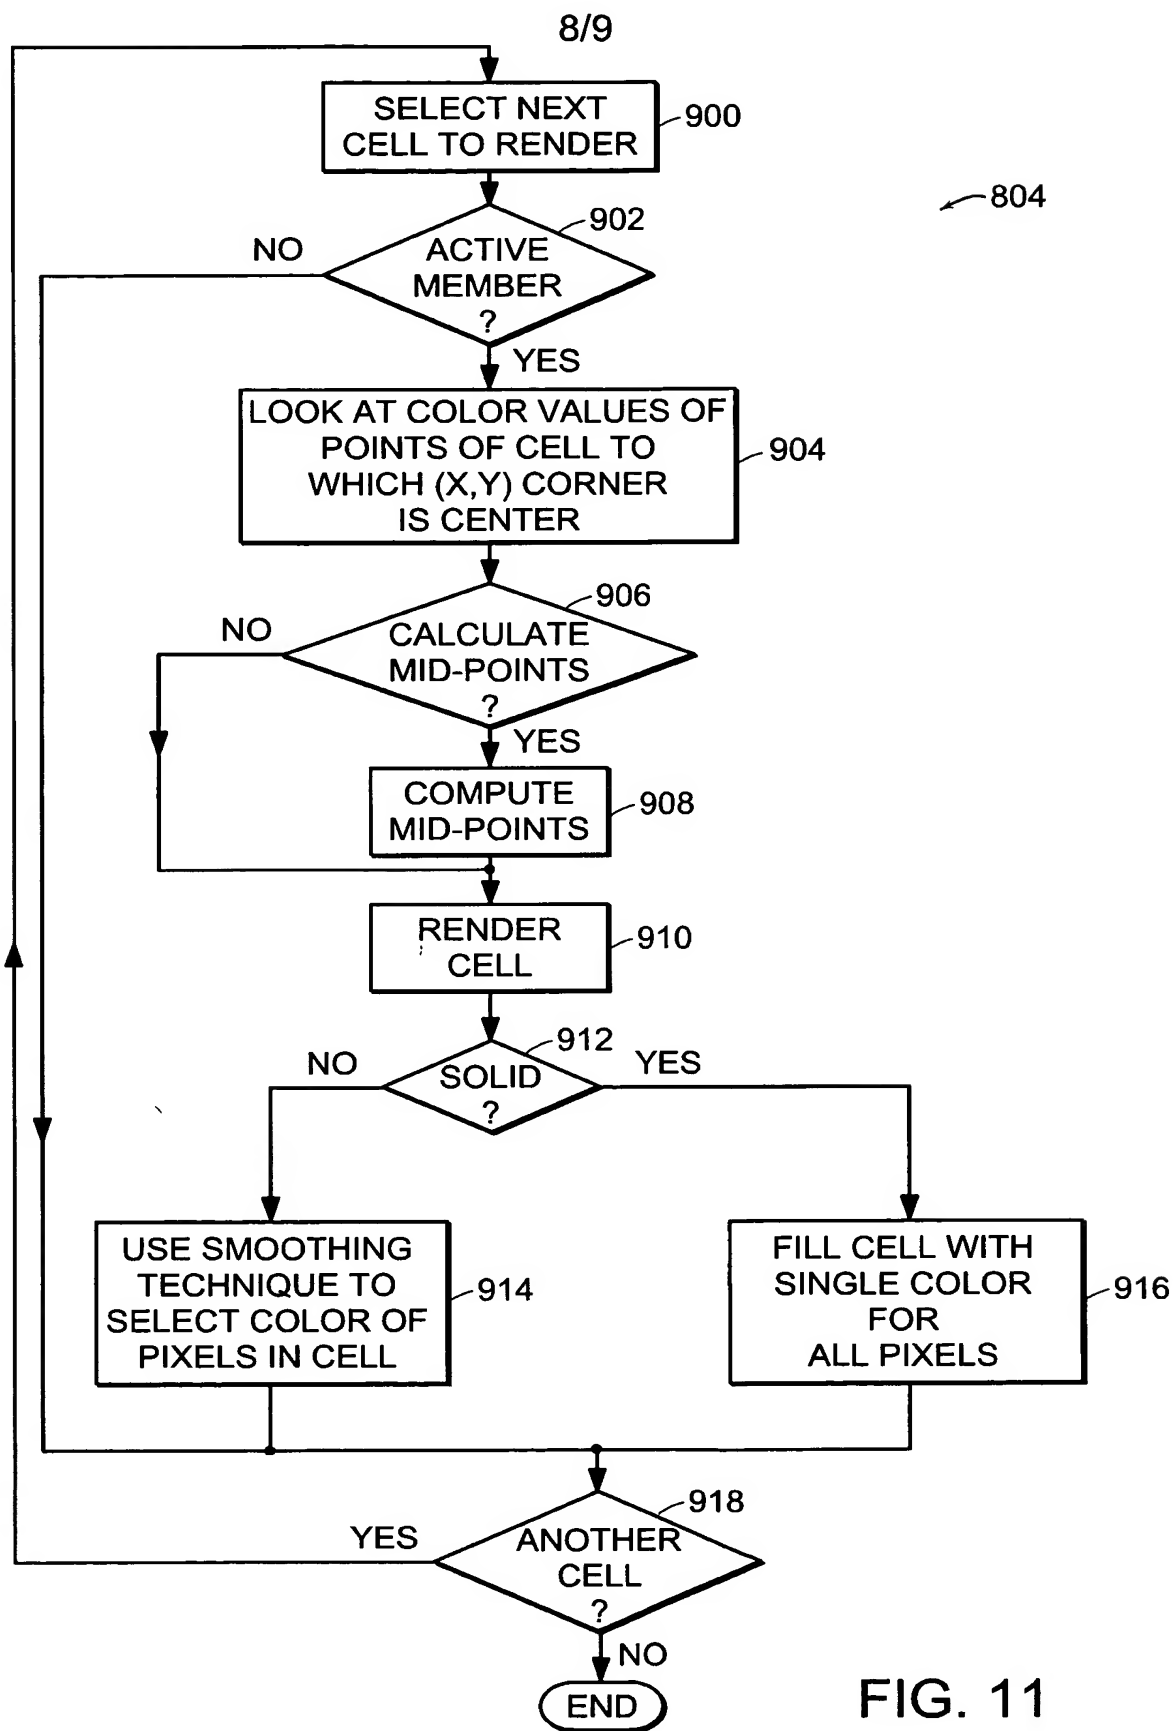 8/9
SELECT NEXT
CELL TO RENDER
900
804
902
NO
ACTIVE
MEMBER
?
YES
LOOK AT COLOR VALUES OF
POINTS OF CELL TO
WHICH (X,Y) CORNER
IS CENTER
904
906
NO
CALCULATE
MID-POINTS
?
YES
COMPUTE
MID-POINTS
908
RENDER
CELL
910
912
NO
SOLID
?
YES
USE SMOOTHING
TECHNIQUE TO
SELECT COLOR OF
PIXELS IN CELL
914
FILL CELL WITH
SINGLE COLOR
FOR
ALL PIXELS
916
918
YES
ANOTHER
CELL
?
NO
END
FIG. 11